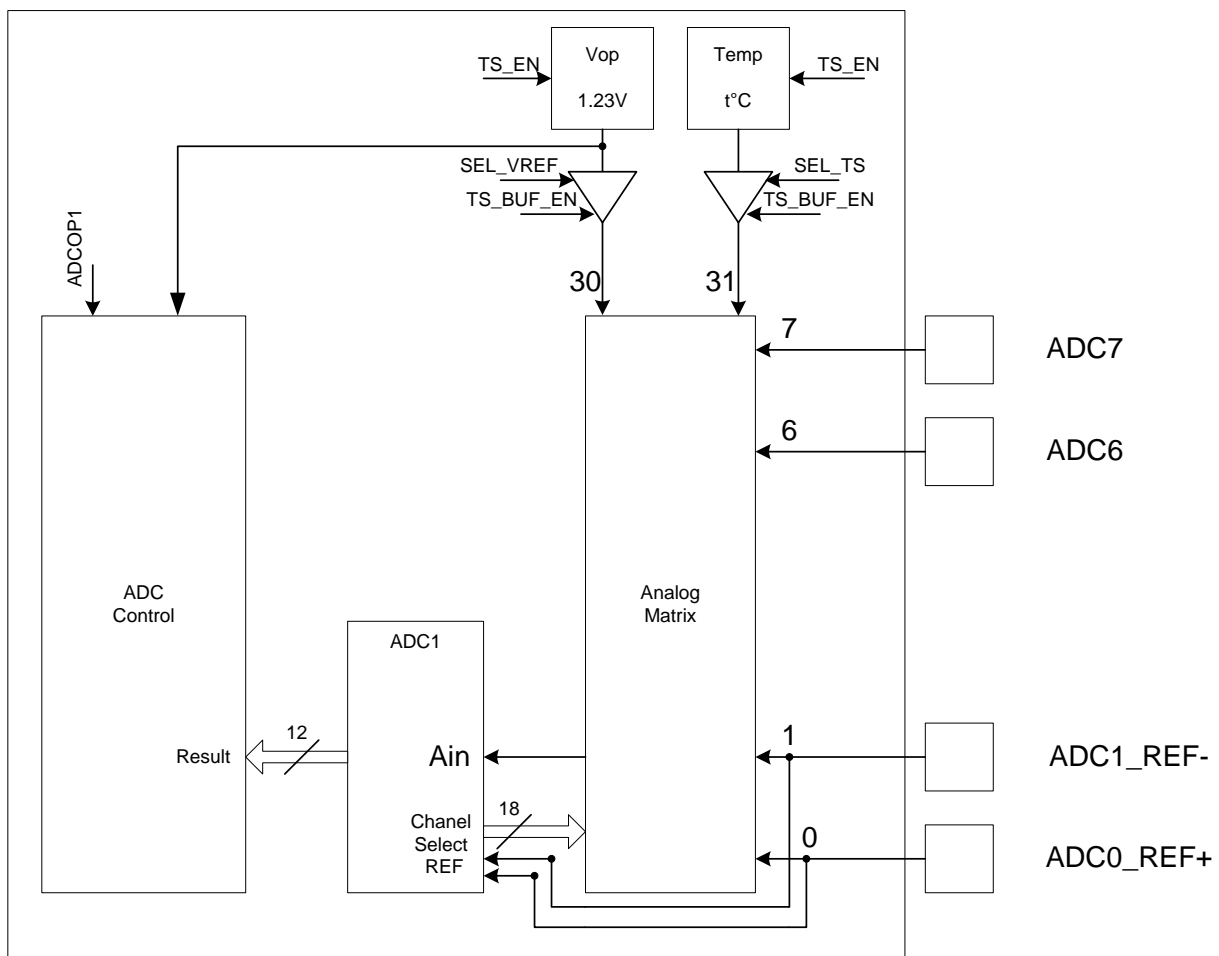 Vop
1.23V
Temp
t°C
TS_EN
TS_EN
SEL_VREF
TS_BUF_EN
SEL_TS
TS_BUF_EN
ADCOP1
30
31
7
ADC7
6
ADC6
ADC
Control
Analog
Matrix
ADC1
Result
12
Ain
1
ADC1_REF-
Chanel
Select
REF
18
0
ADC0_REF+